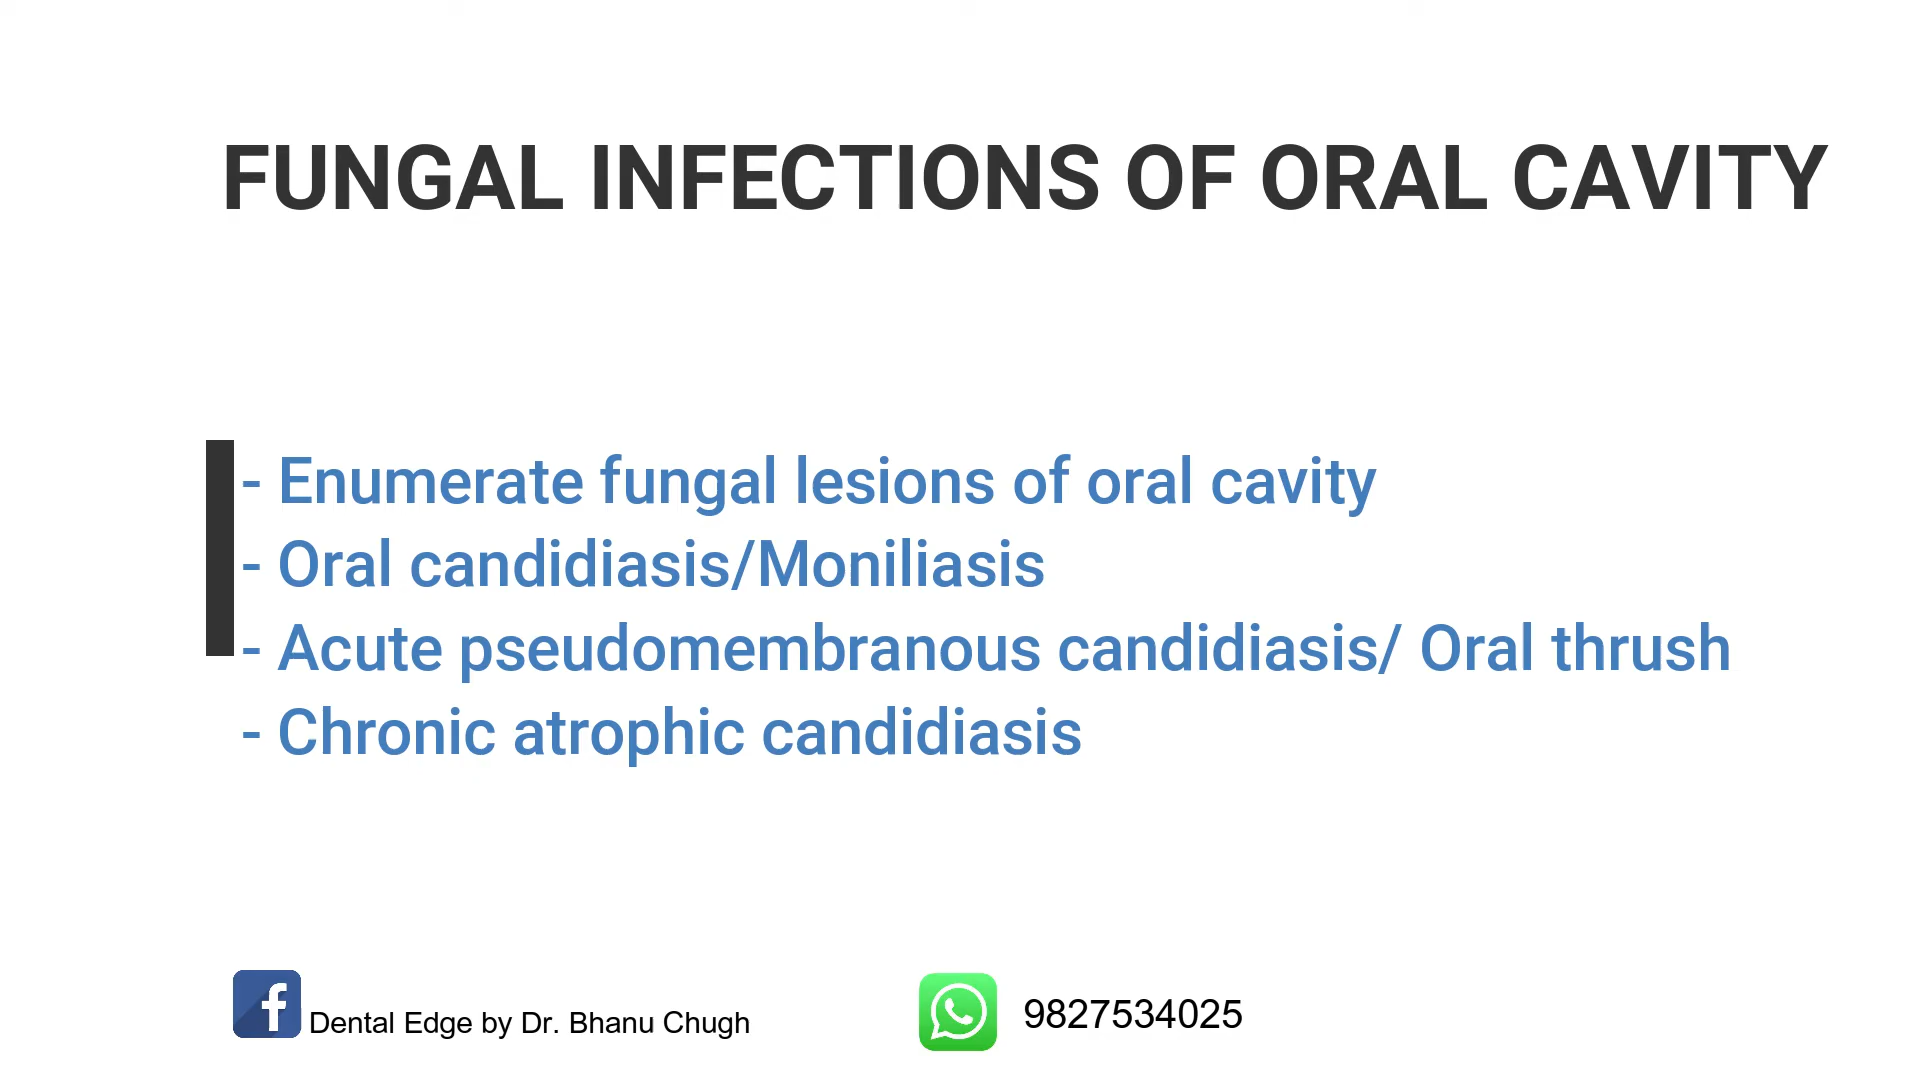 FUNGAL INFECTIONS OF ORAL CAVITY
- Enumerate fungal lesions of oral cavity
- Oral candidiasis/Moniliasis
- Acute pseudomembranous candidiasis/ Oral thrush
- Chronic atrophic candidiasis
Dental Edge by Dr. Bhanu Chugh
9827534025